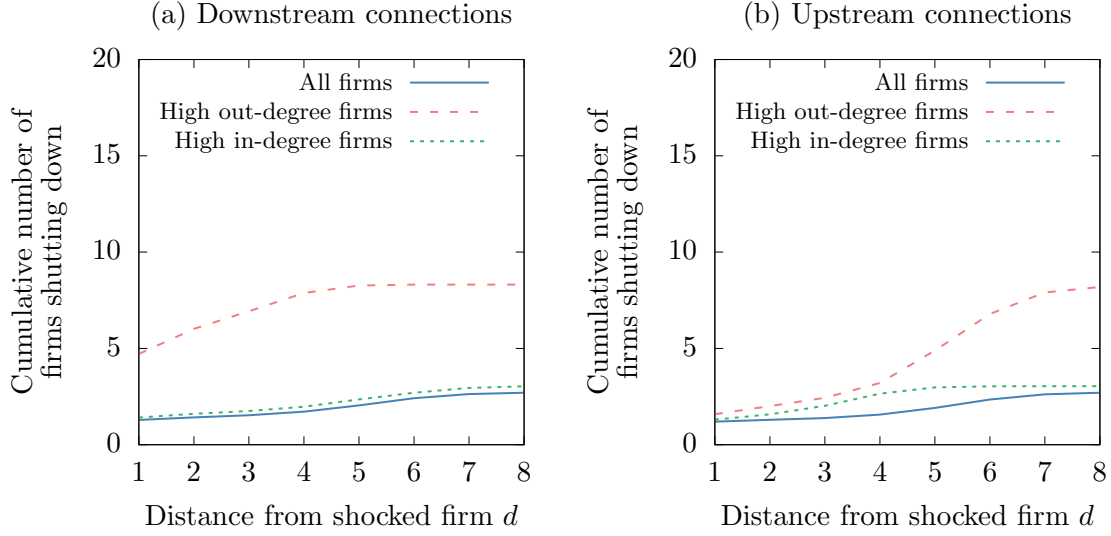 (a) Downstream connections
Cumulative number of
firms shutting down
20
15
10
5
0
All firms
High out-degree firms
High in-degree firms
1 2 3 4 5 6 7 8
Distance from shocked firm d
(b) Upstream connections
Cumulative number of
firms shutting down
20
15
10
5
0
All firms
High out-degree firms
High in-degree firms
1 2 3 4 5 6 7 8
Distance from shocked firm d